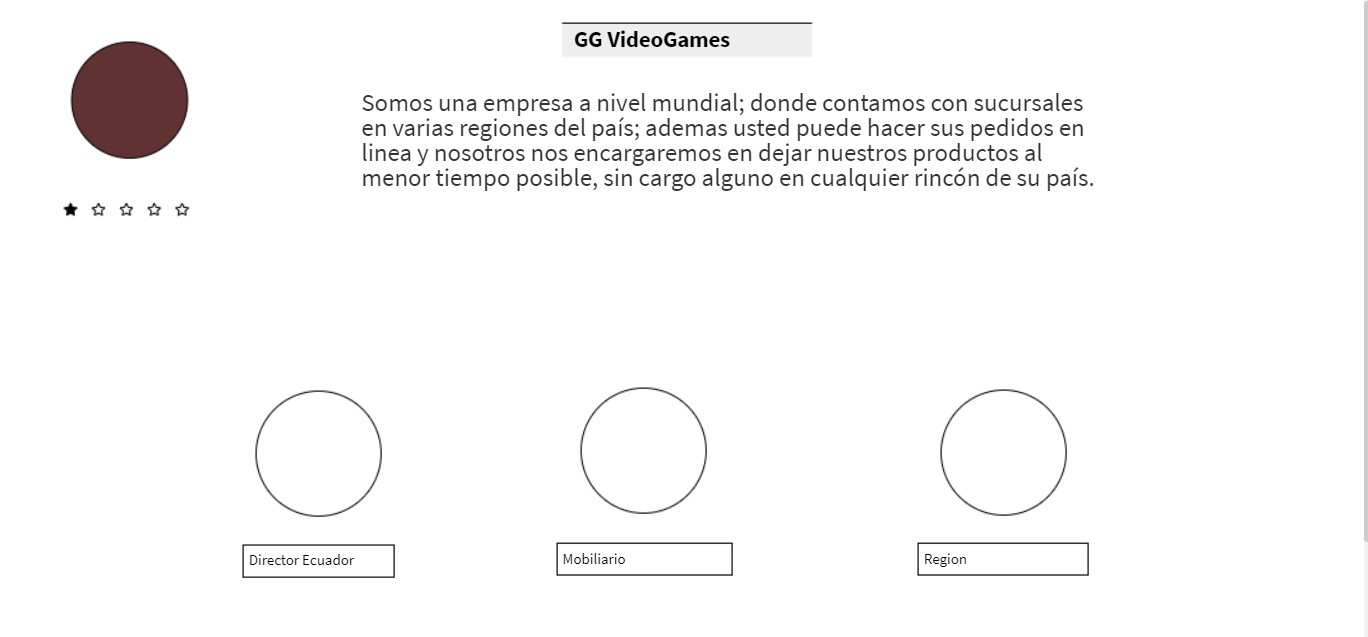 GG VideoGames
Somos una empresa a nivel mundial; donde contamos con sucursales
en varias regiones del país; ademas usted puede hacer sus pedidos en
linea y nosotros nos encargaremos en dejar nuestros productos al
menor tiempo posible, sin cargo alguno en cualquier rincón de su país.
Director Ecuador
Mobiliario
Region